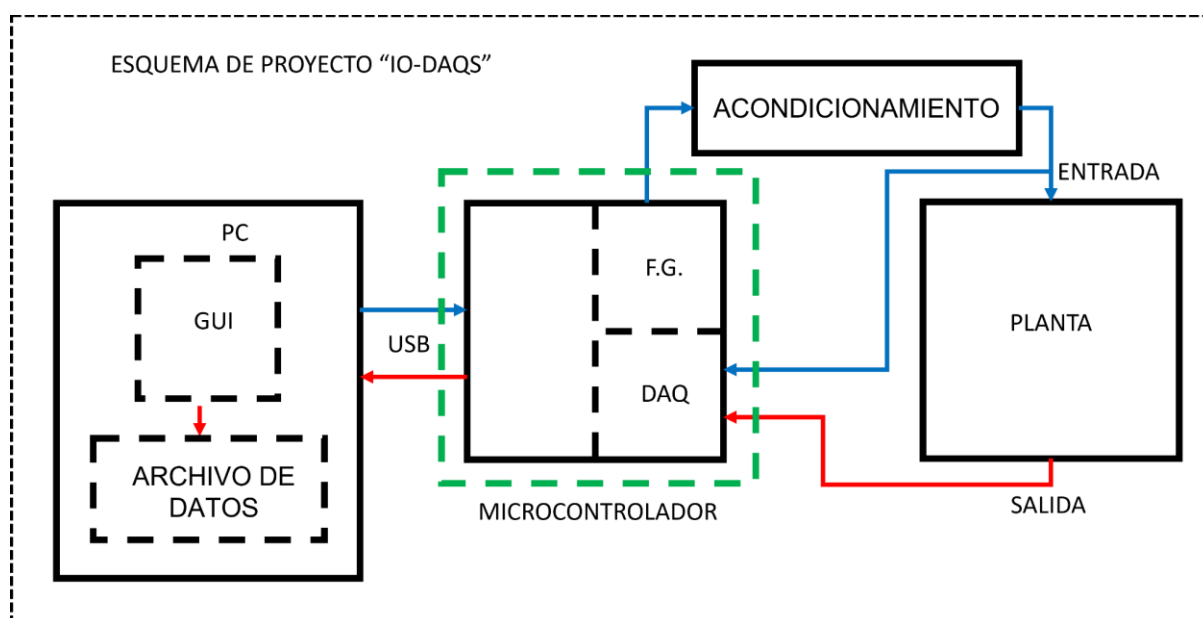 ESQUEMA DE PROYECTO “IO-DAQS”
ACONDICIONAMIENTO
ENTRADA
PC
GUI
USB
F.G.
DAQ
PLANTA
ARCHIVO DE
DATOS
MICROCONTROLADOR
SALIDA